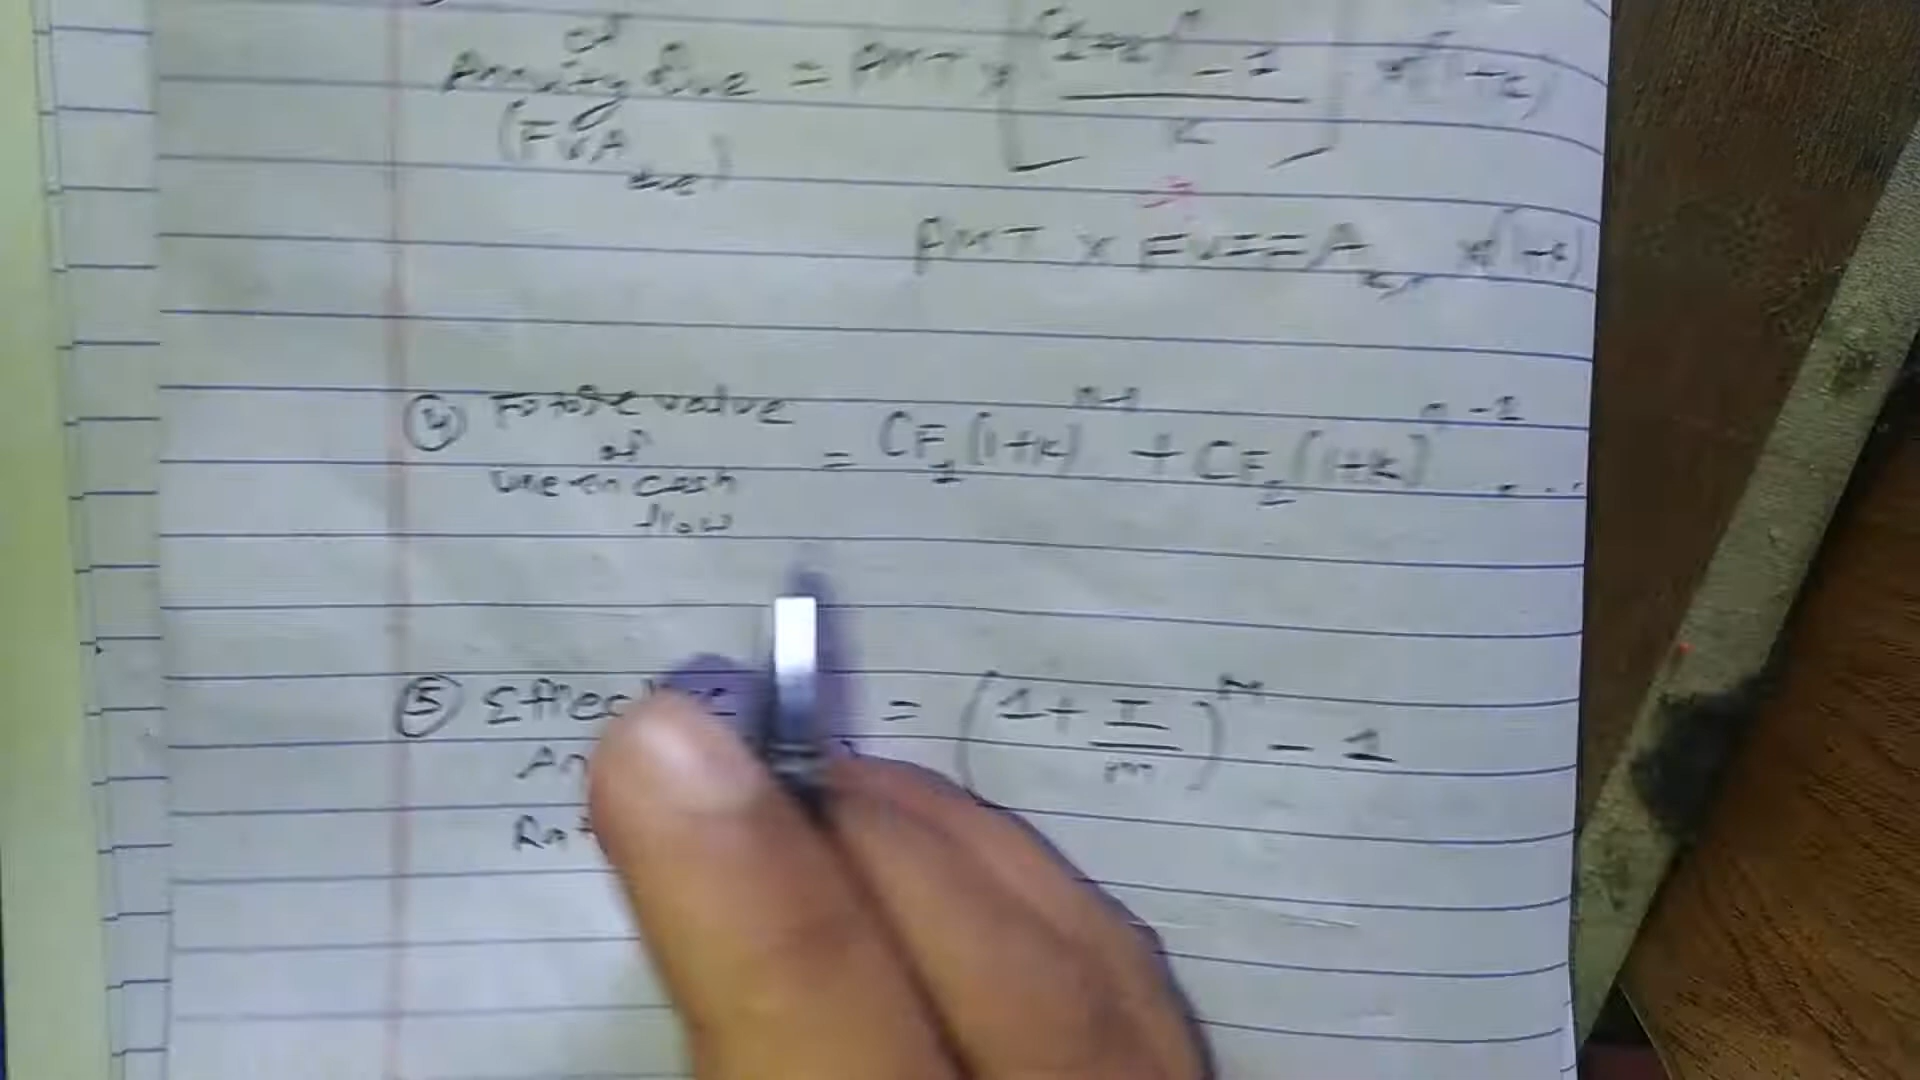 of
Annuity Due = PMT × [(1+k)ⁿ - 1 / k] × (1+k)
(FVA due)
PMT × FVIFA k, × (1+k)
④ Future value = CF₁(1+k)ⁿ⁻¹ + CF₂(1+k)ⁿ⁻² ...
of
uneven cash
flow
⑤ Effec = (1 + I/m)ᵐ - 1
An
Rat